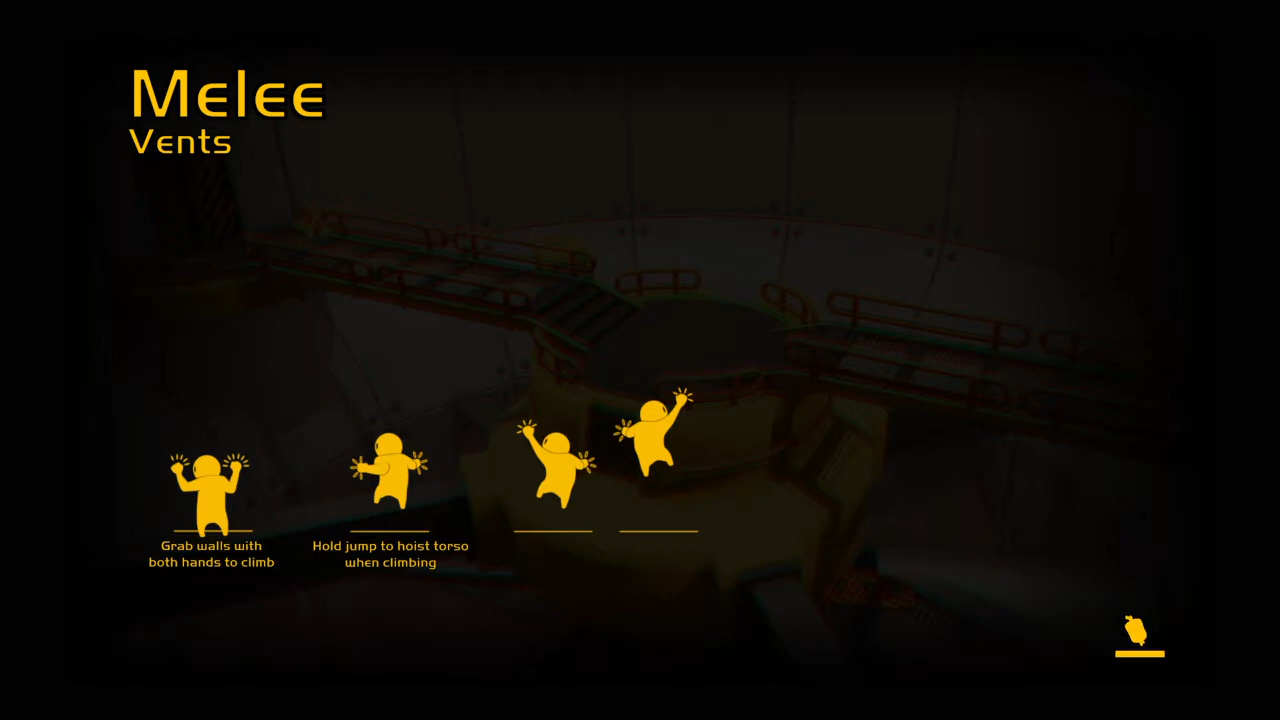 Melee
Vents
Grab walls with
both hands to climb
Hold jump to hoist torso
when climbing